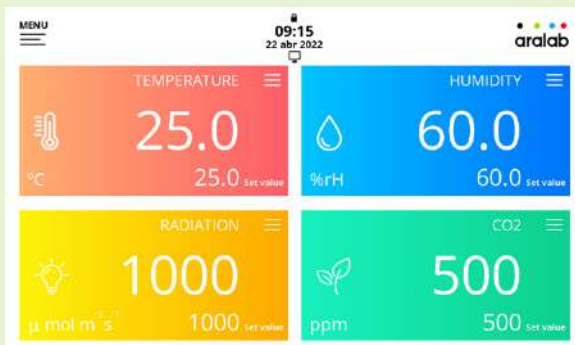 MENU
09:15
22 abr 2022
aralab
TEMPERATURE
25.0
°C
25.0 Set value
HUMIDITY
60.0
%rH
60.0 Set value
RADIATION
1000
μ mol m⁻² s⁻¹
1000 Set value
CO2
500
ppm
500 Set value